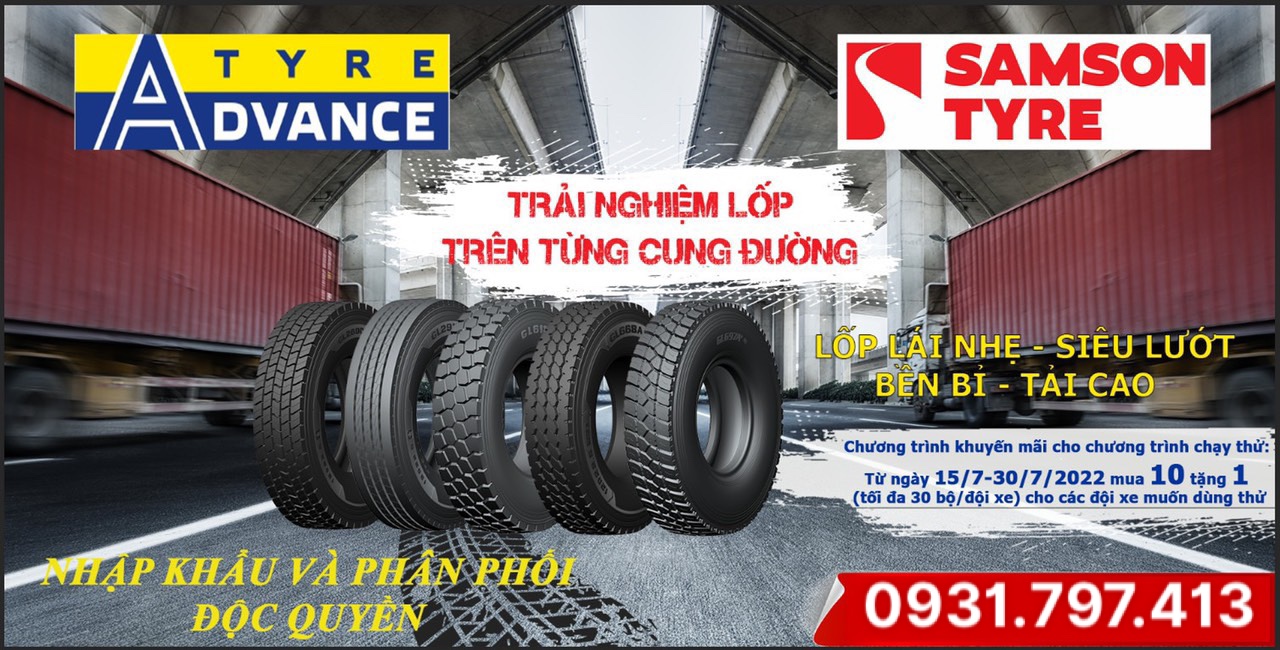 TYRE
ADVANCE
SAMSON
TYRE
TRẢI NGHIỆM LỐP
TRÊN TỪNG CUNG ĐƯỜNG
GL668A
LỐP LÁI NHẸ - SIÊU LƯỚT
BỀN BỈ - TẢI CAO
Chương trình khuyến mãi cho chương trình chạy thử:
Từ ngày 15/7-30/7/2022 mua 10 tặng 1
(tối đa 30 bộ/đội xe) cho các đội xe muốn dùng thử
NHẬP KHẨU VÀ PHÂN PHỐI
ĐỘC QUYỀN
0931.797.413